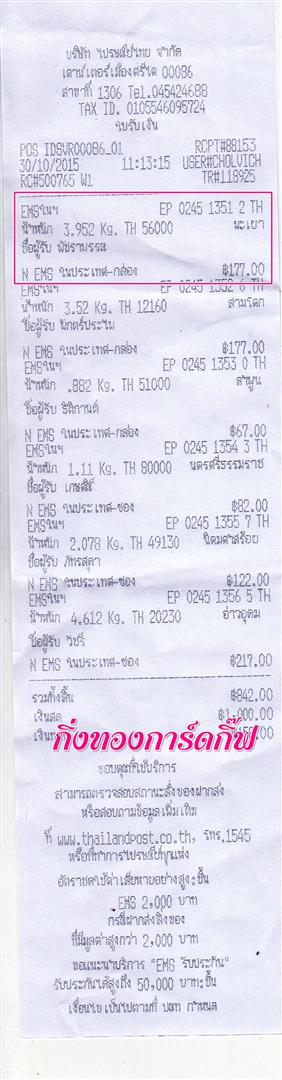 บริษัท ไปรษณีย์ไทย จำกัด
เคาน์เตอร์เมืองศรีไค 00086
สาขาที่ 1306 Tel.045424688
TAX ID. 0105546095724
ใบรับเงิน
POS IDSVR00086_01 RCPT#88153
30/10/2015 11:13:15 USER#CHOLVICH
RC#500765 W1 TR#118925
EMSในฯ EP 0245 1351 2 TH
น้ำหนัก 3.952 Kg. TH 56000 พะเยา
ชื่อผู้รับ พัชราพรรณ
N EMS ในประเทศ-กล่อง ฿177.00
EMSในฯ EP 0245 1352 6 TH
น้ำหนัก 3.52 Kg. TH 12160 สามโคก
ชื่อผู้รับ
N EMS ในประเทศ-กล่อง ฿177.00
EMSในฯ EP 0245 1353 0 TH
น้ำหนัก .882 Kg. TH 51000 ลำพูน
ชื่อผู้รับ ธิติกานต์
N EMS ในประเทศ-กล่อง ฿67.00
EMSในฯ EP 0245 1354 3 TH
น้ำหนัก 1.11 Kg. TH 80000 นครศรีธรรมราช
ชื่อผู้รับ เกษศิริ
N EMS ในประเทศ-ซอง ฿82.00
EMSในฯ EP 0245 1355 7 TH
น้ำหนัก 2.078 Kg. TH 49130 นิคมคำสร้อย
ชื่อผู้รับ ภัทรสุดา
N EMS ในประเทศ-ซอง ฿122.00
EMSในฯ EP 0245 1356 5 TH
น้ำหนัก 4.612 Kg. TH 20230 อ่าวอุดม
ชื่อผู้รับ วัชรี
N EMS ในประเทศ-ซอง ฿217.00
รวมทั้งสิ้น ฿842.00
เงินสด ฿1,000.00
กิ่งทองการ์ดกิ๊ฟ
ขอบคุณที่ใช้บริการ
สามารถตรวจสอบสถานะสิ่งของฝากส่ง
หรือสอบถามข้อมูลเพิ่มเติม
ที่ www.thailandpost.co.th, โทร.1545
หรือที่ทำการไปรษณีย์ทุกแห่ง
อัตราชดใช้ค่าเสียหายอย่างสูง:ชิ้น
EMS 2,000 บาท
กรณีฝากส่งสิ่งของ
ที่มีมูลค่าสูงกว่า 2,000 บาท
ขอแนะนำบริการ "EMS รับประกัน"
รับประกันได้สูงถึง 50,000 บาท:ชิ้น
เงื่อนไขเป็นไปตามที่ ปณท กำหนด